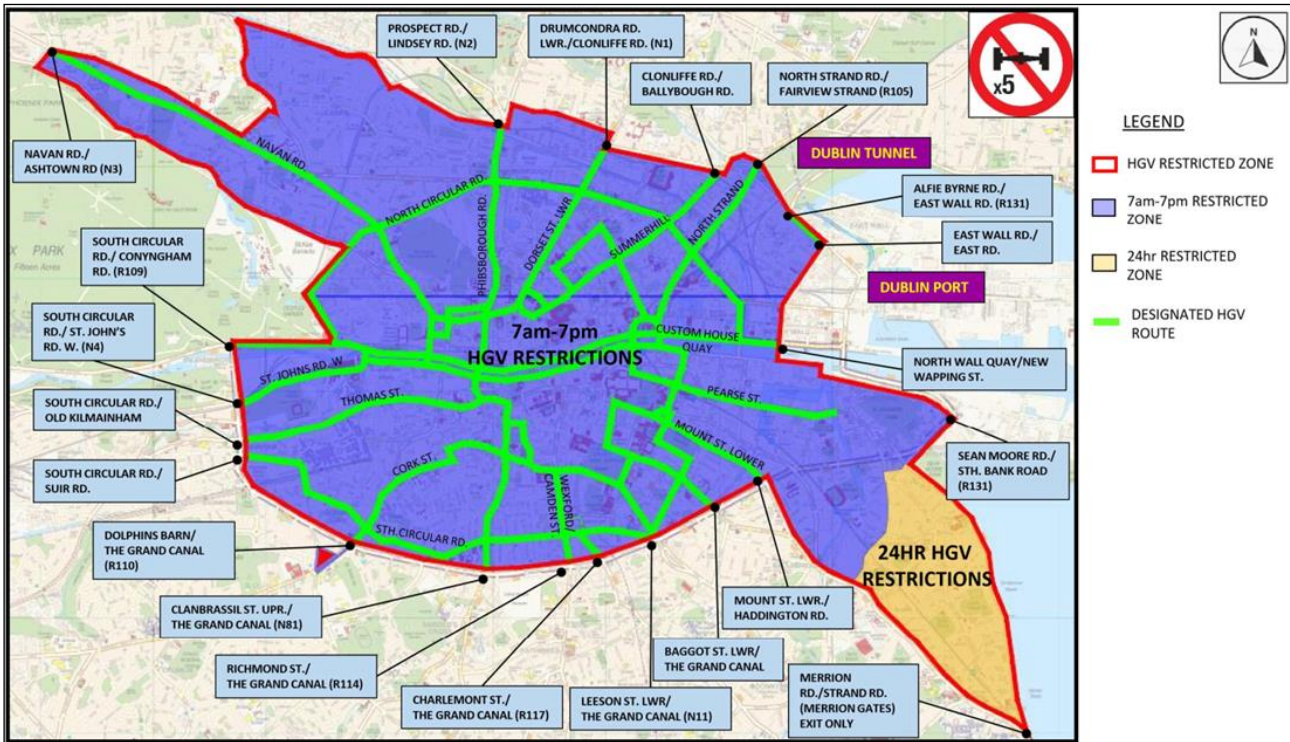 PROSPECT RD./
LINDSEY RD. (N2)
DRUMCONDRA RD.
LWR./CLONLIFFE RD. (N1)
CLONLIFFE RD./
BALLYBOUGH RD.
NORTH STRAND RD./
FAIRVIEW STRAND (R105)
x5
N
LEGEND
HGV RESTRICTED ZONE
7am-7pm RESTRICTED
ZONE
24hr RESTRICTED
ZONE
DESIGNATED HGV
ROUTE
NAVAN RD./
ASHTOWN RD (N3)
DUBLIN TUNNEL
ALFIE BYRNE RD./
EAST WALL RD. (R131)
EAST WALL RD./
EAST RD.
DUBLIN PORT
NAVAN RD.
NORTH CIRCULAR RD.
PHIBSBOROUGH RD.
DORSET ST. LWR
SUMMERHILL
NORTH STRAND
SOUTH CIRCULAR
RD./ CONYNGHAM
RD. (R109)
SOUTH CIRCULAR
RD./ ST. JOHN'S
RD. W. (N4)
SOUTH CIRCULAR RD./
OLD KILMAINHAM
SOUTH CIRCULAR RD./
SUIR RD.
7am-7pm
HGV RESTRICTIONS
CUSTOM HOUSE
QUAY
NORTH WALL QUAY/NEW
WAPPING ST.
ST. JOHNS RD. W
THOMAS ST.
PEARSE ST.
MOUNT ST. LOWER
CORK ST.
WEXFORD/
CAMDEN ST.
STH. CIRCULAR RD.
SEAN MOORE RD./
STH. BANK ROAD
(R131)
24HR HGV
RESTRICTIONS
DOLPHINS BARN/
THE GRAND CANAL
(R110)
CLANBRASSIL ST. UPR./
THE GRAND CANAL (N81)
RICHMOND ST./
THE GRAND CANAL (R114)
CHARLEMONT ST./
THE GRAND CANAL (R117)
LEESON ST. LWR/
THE GRAND CANAL (N11)
BAGGOT ST. LWR/
THE GRAND CANAL
MOUNT ST. LWR./
HADDINGTON RD.
MERRION
RD./STRAND RD.
(MERRION GATES)
EXIT ONLY